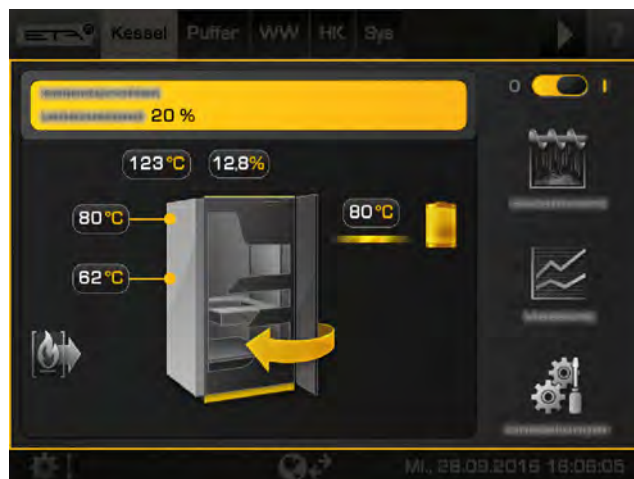 ETA Kessel Puffer WW HK Sys ?
0 I
20 %
123°C 12,8%
80°C 80°C
62°C
Mi., 28.09.2016 16:06:05